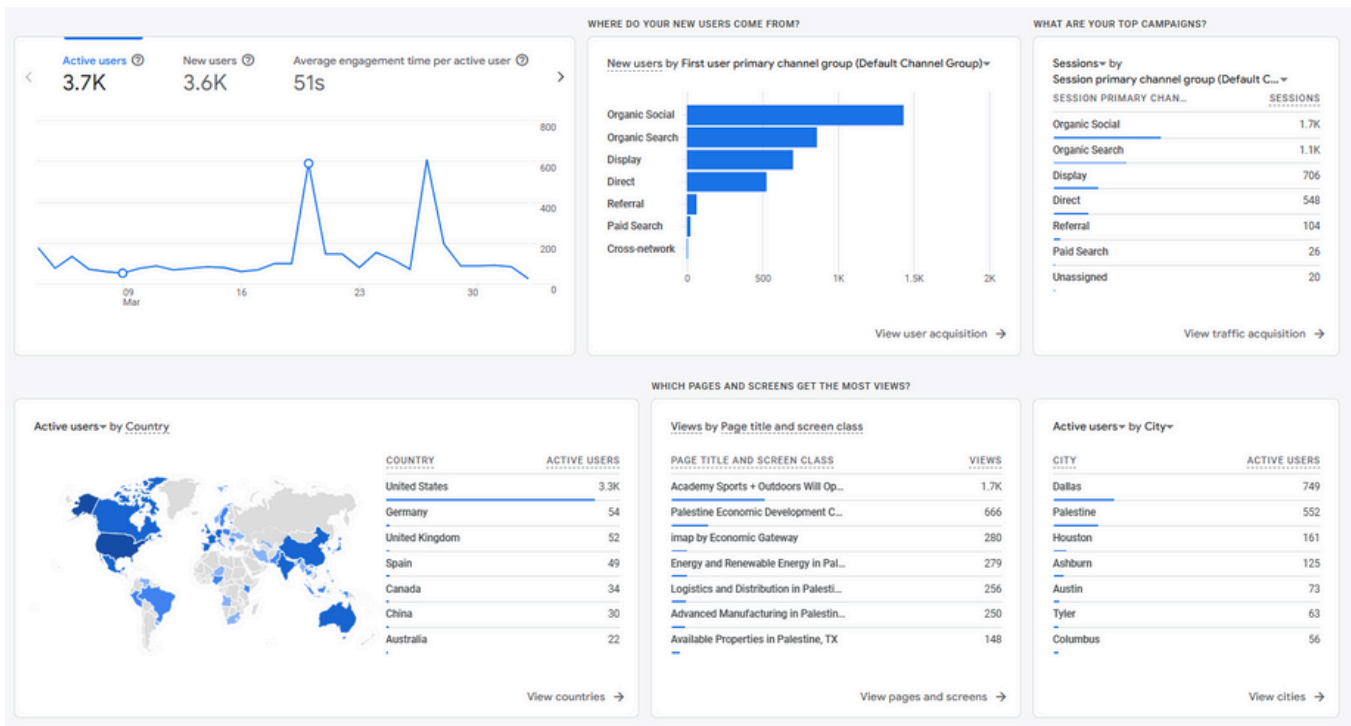 WHERE DO YOUR NEW USERS COME FROM?
WHAT ARE YOUR TOP CAMPAIGNS?
Active users
3.7K
New users
3.6K
Average engagement time per active user
51s
800
600
400
200
0
09
Mar
16
23
30
New users by First user primary channel group (Default Channel Group)
Organic Social
Organic Search
Display
Direct
Referral
Paid Search
Cross-network
0
500
1K
1.5K
2K
View user acquisition
Sessions by
Session primary channel group (Default C...
SESSION PRIMARY CHAN... SESSIONS
Organic Social 1.7K
Organic Search 1.1K
Display 706
Direct 548
Referral 104
Paid Search 26
Unassigned 20
View traffic acquisition
WHICH PAGES AND SCREENS GET THE MOST VIEWS?
Active users by Country
COUNTRY ACTIVE USERS
United States 3.3K
Germany 54
United Kingdom 52
Spain 49
Canada 34
China 30
Australia 22
View countries
Views by Page title and screen class
PAGE TITLE AND SCREEN CLASS VIEWS
Academy Sports + Outdoors Will Op... 1.7K
Palestine Economic Development C... 666
imap by Economic Gateway 280
Energy and Renewable Energy in Pal... 279
Logistics and Distribution in Palesti... 256
Advanced Manufacturing in Palestin... 250
Available Properties in Palestine, TX 148
View pages and screens
Active users by City
CITY ACTIVE USERS
Dallas 749
Palestine 552
Houston 161
Ashburn 125
Austin 73
Tyler 63
Columbus 56
View cities